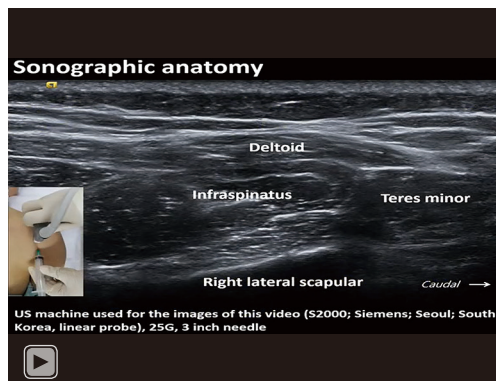 Sonographic anatomy
Deltoid
Infraspinatus
Teres minor
Right lateral scapular
Caudal
US machine used for the images of this video (S2000; Siemens; Seoul; South
Korea, linear probe), 25G, 3 inch needle